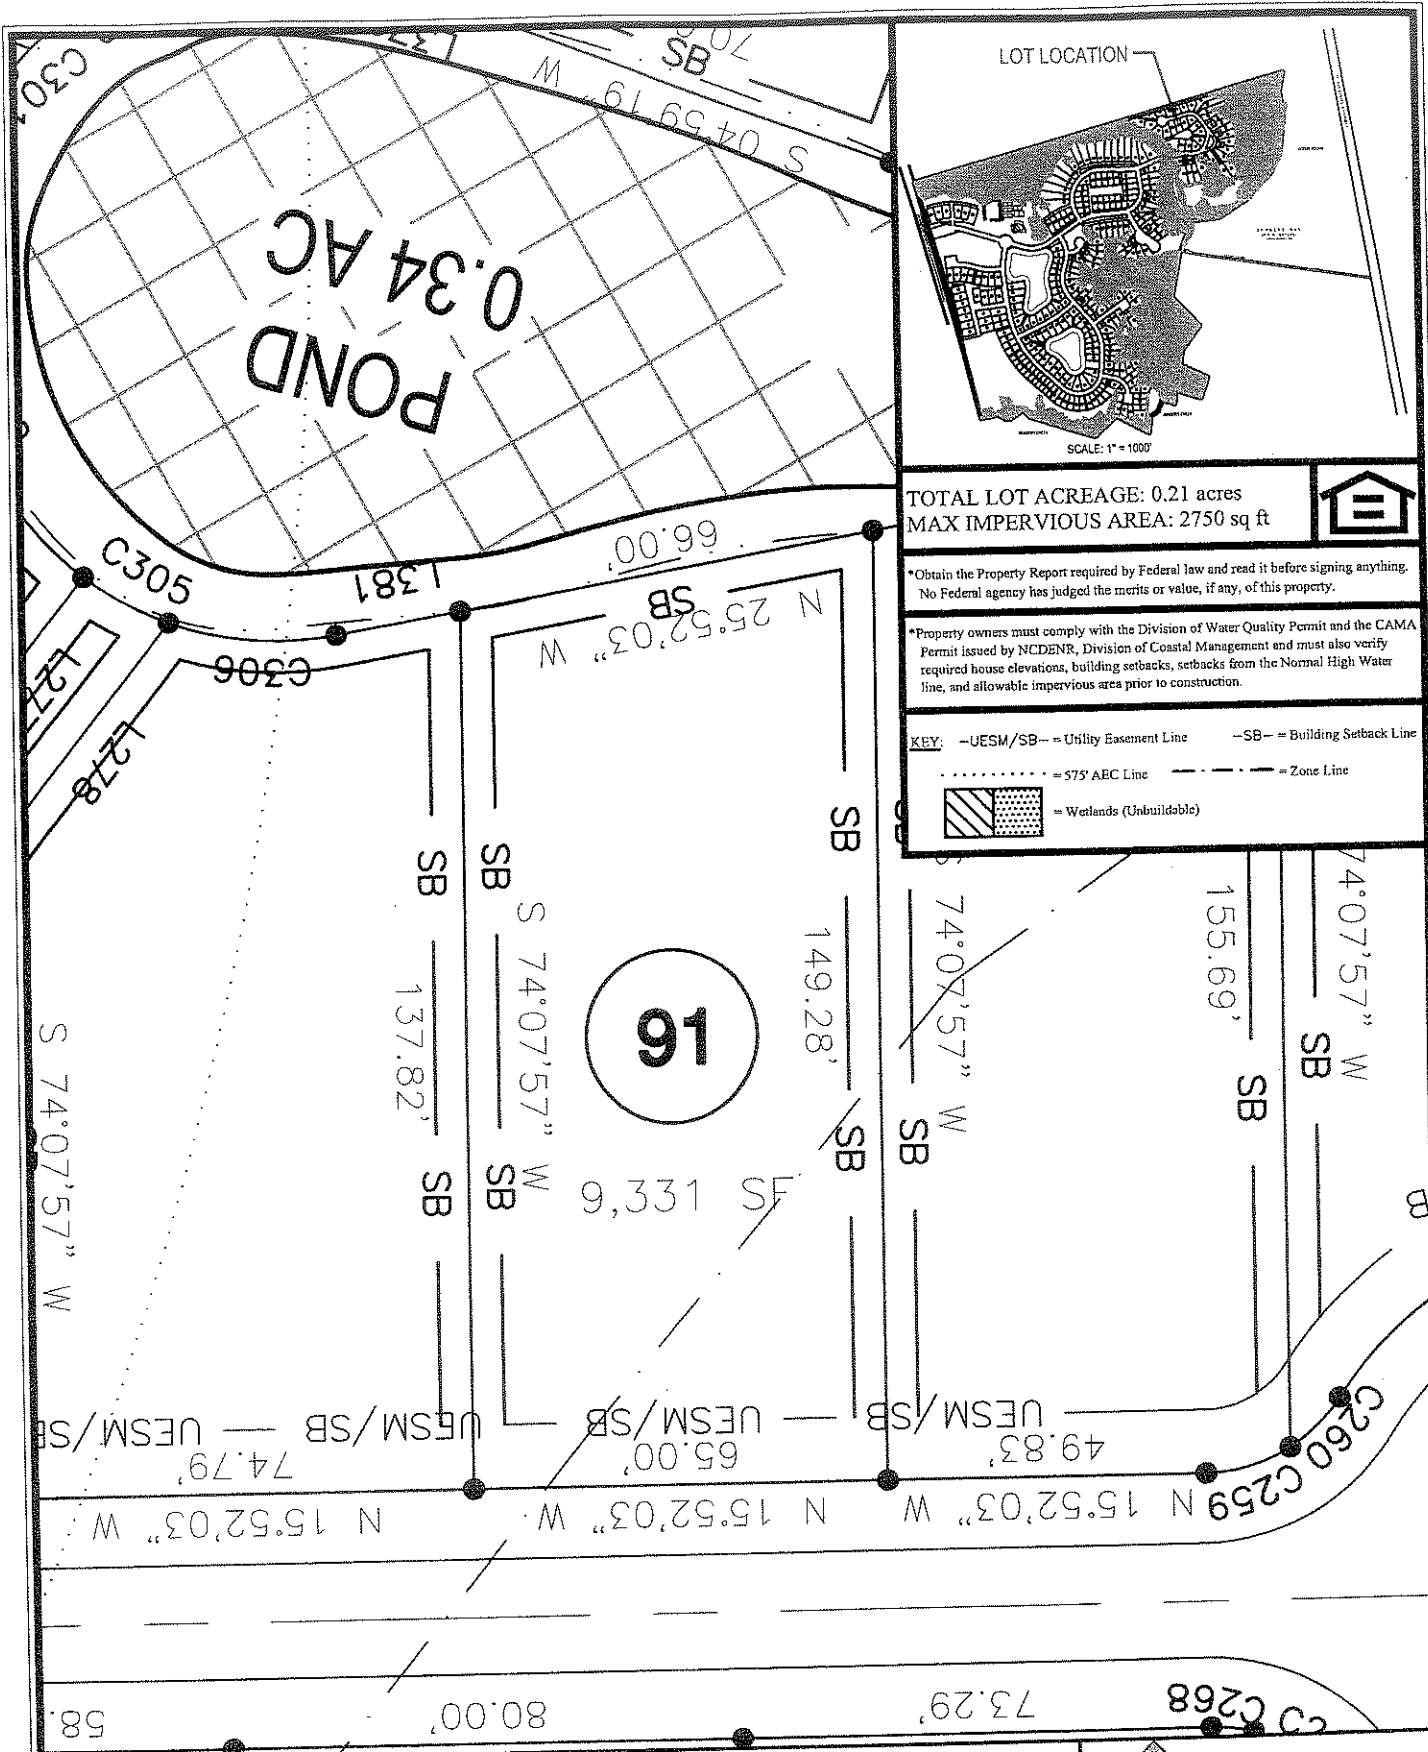 LOT LOCATION
SCALE: 1" = 1000'
TOTAL LOT ACREAGE: 0.21 acres
MAX IMPERVIOUS AREA: 2750 sq ft
*Obtain the Property Report required by Federal law and read it before signing anything.
No Federal agency has judged the merits or value, if any, of this property.
*Property owners must comply with the Division of Water Quality Permit and the CAMA
Permit issued by NCDENR, Division of Coastal Management and must also verify
required house elevations, building setbacks, setbacks from the Normal High Water
line, and allowable impervious area prior to construction.
KEY: -UESM/SB- = Utility Easement Line -SB- = Building Setback Line
= 575' AEC Line = Zone Line
= Wetlands (Unbuildable)
SB
S 04°59'19" W
POND
0.34 AC
C305
L381
66.00'
SB
N 25°52'03" W
C306
L278
SB
SB
SB
S 74°07'57" W
137.82'
91
149.28'
74°07'57" W
155.69'
74°07'57" W
SB
SB
S 74°07'57" W
SB
SB
SB
SB
9,331 SF
UESM/SB
UESM/SB
UESM/SB
UESM/SB
74.79'
65.00'
49.83'
N 15°52'03" W
N 15°52'03" W
N 15°52'03" W
C259
C260
58.
80.00'
73.29'
C268